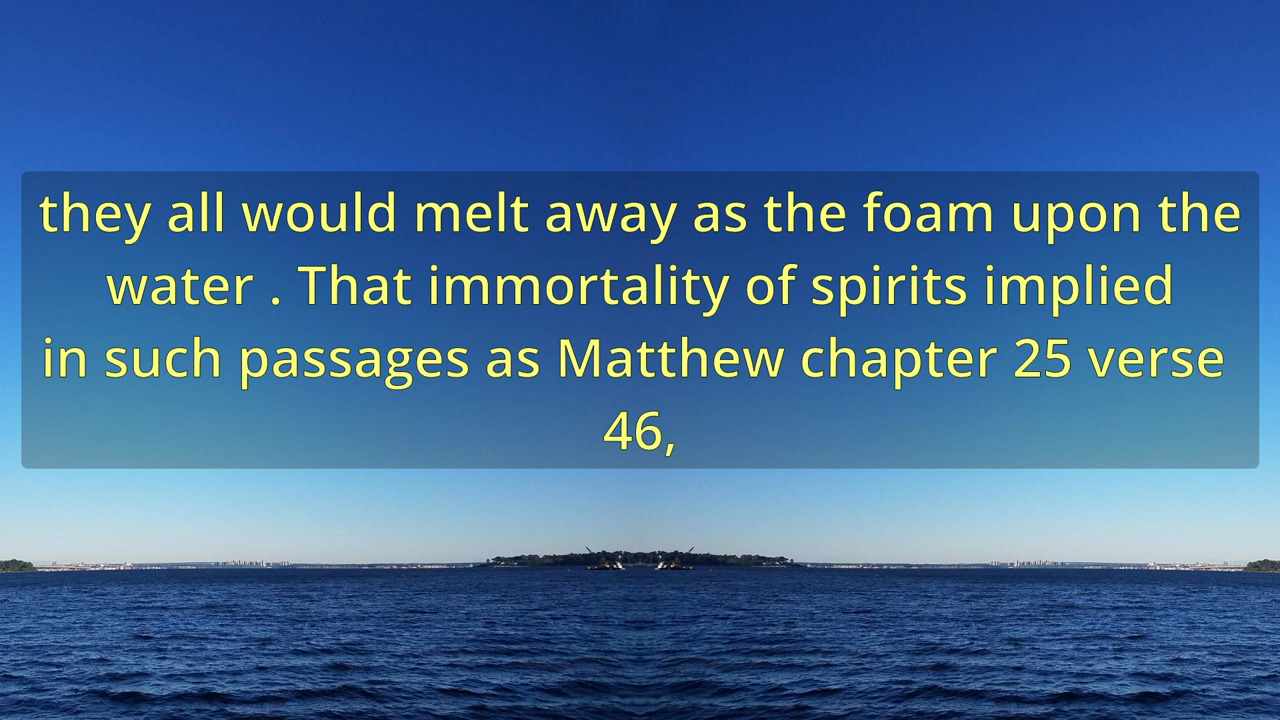 they all would melt away as the foam upon the
water . That immortality of spirits implied
in such passages as Matthew chapter 25 verse
46,